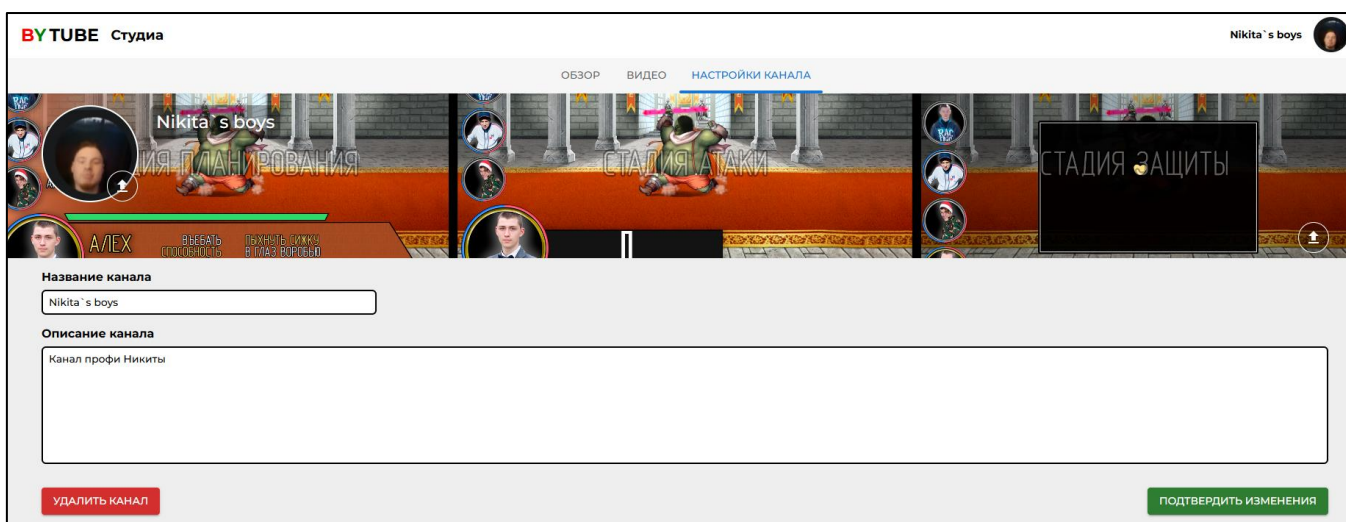 BYTUBE Студиа
Nikita`s boys
ОБЗОР ВИДЕО НАСТРОЙКИ КАНАЛА
Nikita`s boys
ИЯ ПЛАНИРОВАНИЯ
СТАДИЯ АТАКИ
СТАДИЯ ЗАЩИТЫ
АЛЕХ
ВЪЕБАТЬ ПЫХНУТЬ СИЖКУ
СПОСОБНОСТЬ В ГЛАЗ ВОРОБЬЮ
Название канала
Nikita`s boys
Описание канала
Канал профи Никиты
УДАЛИТЬ КАНАЛ
ПОДТВЕРДИТЬ ИЗМЕНЕНИЯ